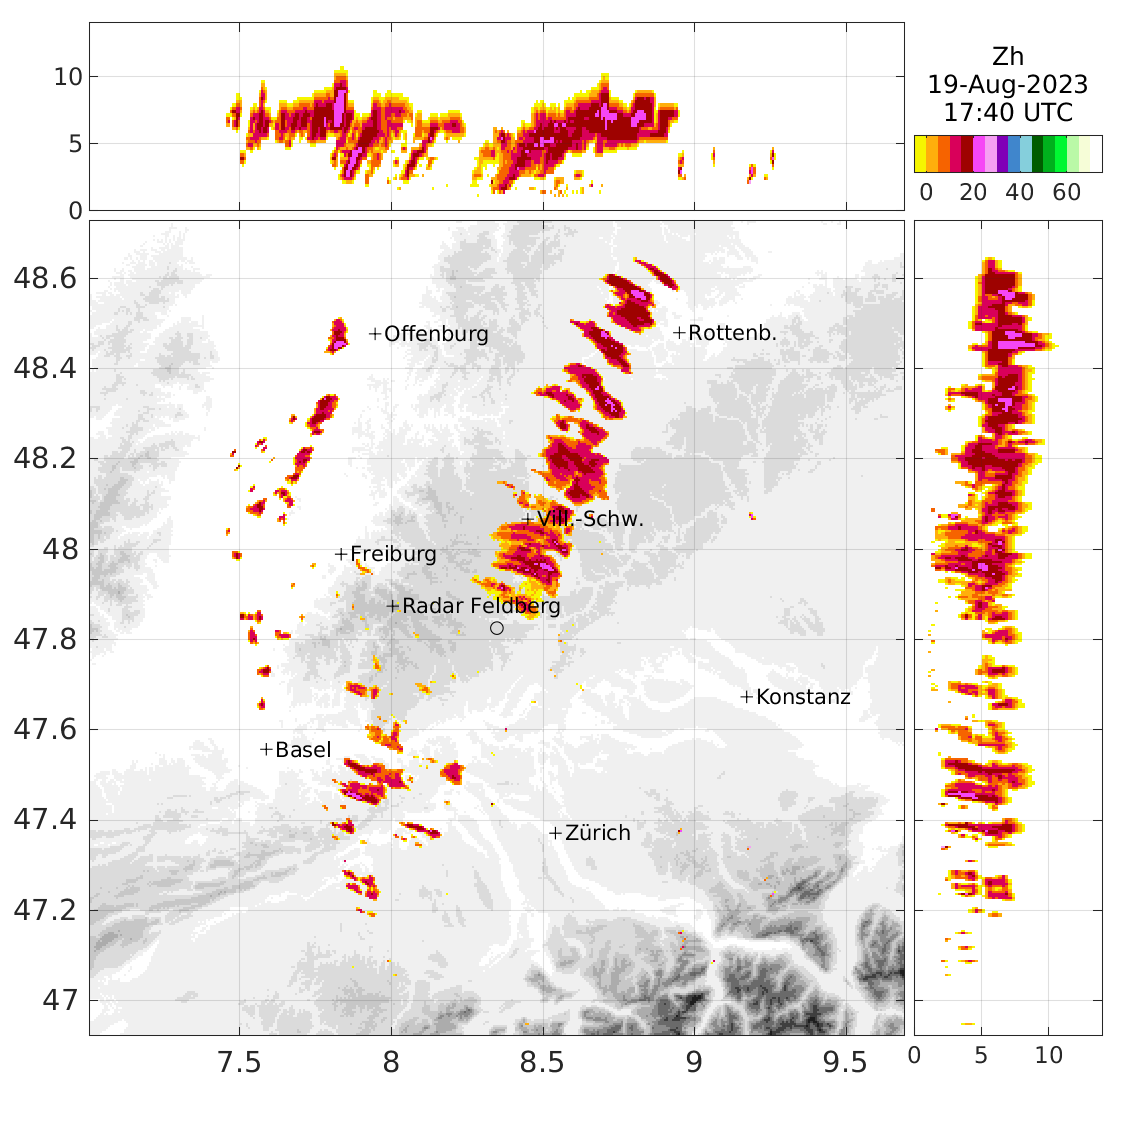 Zh
19-Aug-2023
17:40 UTC
0 20 40 60
10
5
0
48.6
48.4
48.2
48
47.8
47.6
47.4
47.2
47
+Offenburg
+Rottenb.
+Vill.-Schw.
+Freiburg
+Radar Feldberg
+Konstanz
+Basel
+Zürich
7.5 8 8.5 9 9.5
0 5 10